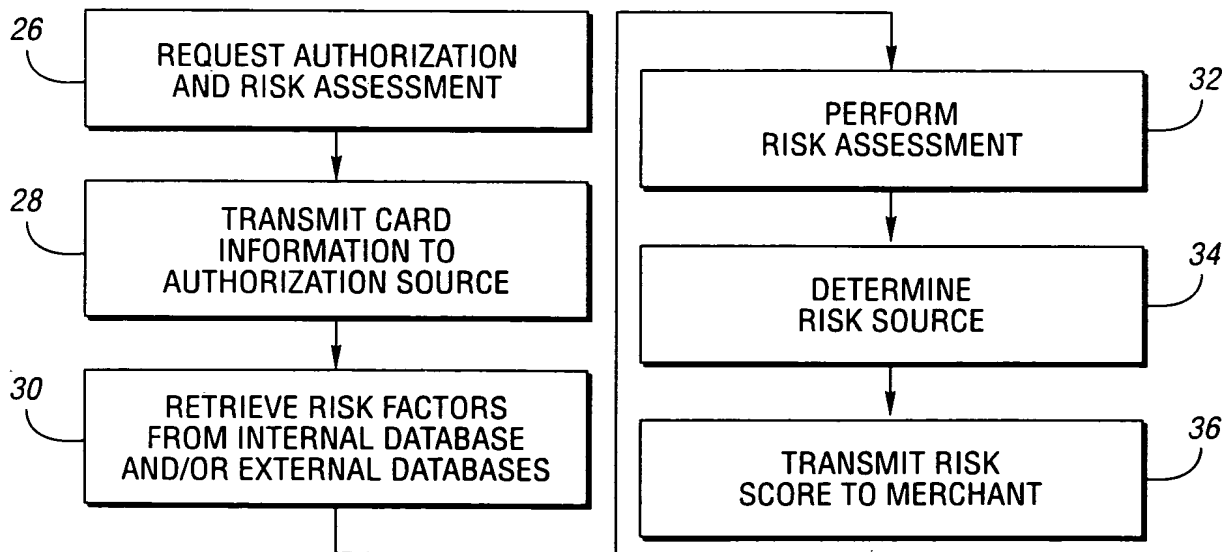 26
REQUEST AUTHORIZATION
AND RISK ASSESSMENT
28
TRANSMIT CARD
INFORMATION TO
AUTHORIZATION SOURCE
30
RETRIEVE RISK FACTORS
FROM INTERNAL DATABASE
AND/OR EXTERNAL DATABASES
32
PERFORM
RISK ASSESSMENT
34
DETERMINE
RISK SOURCE
36
TRANSMIT RISK
SCORE TO MERCHANT